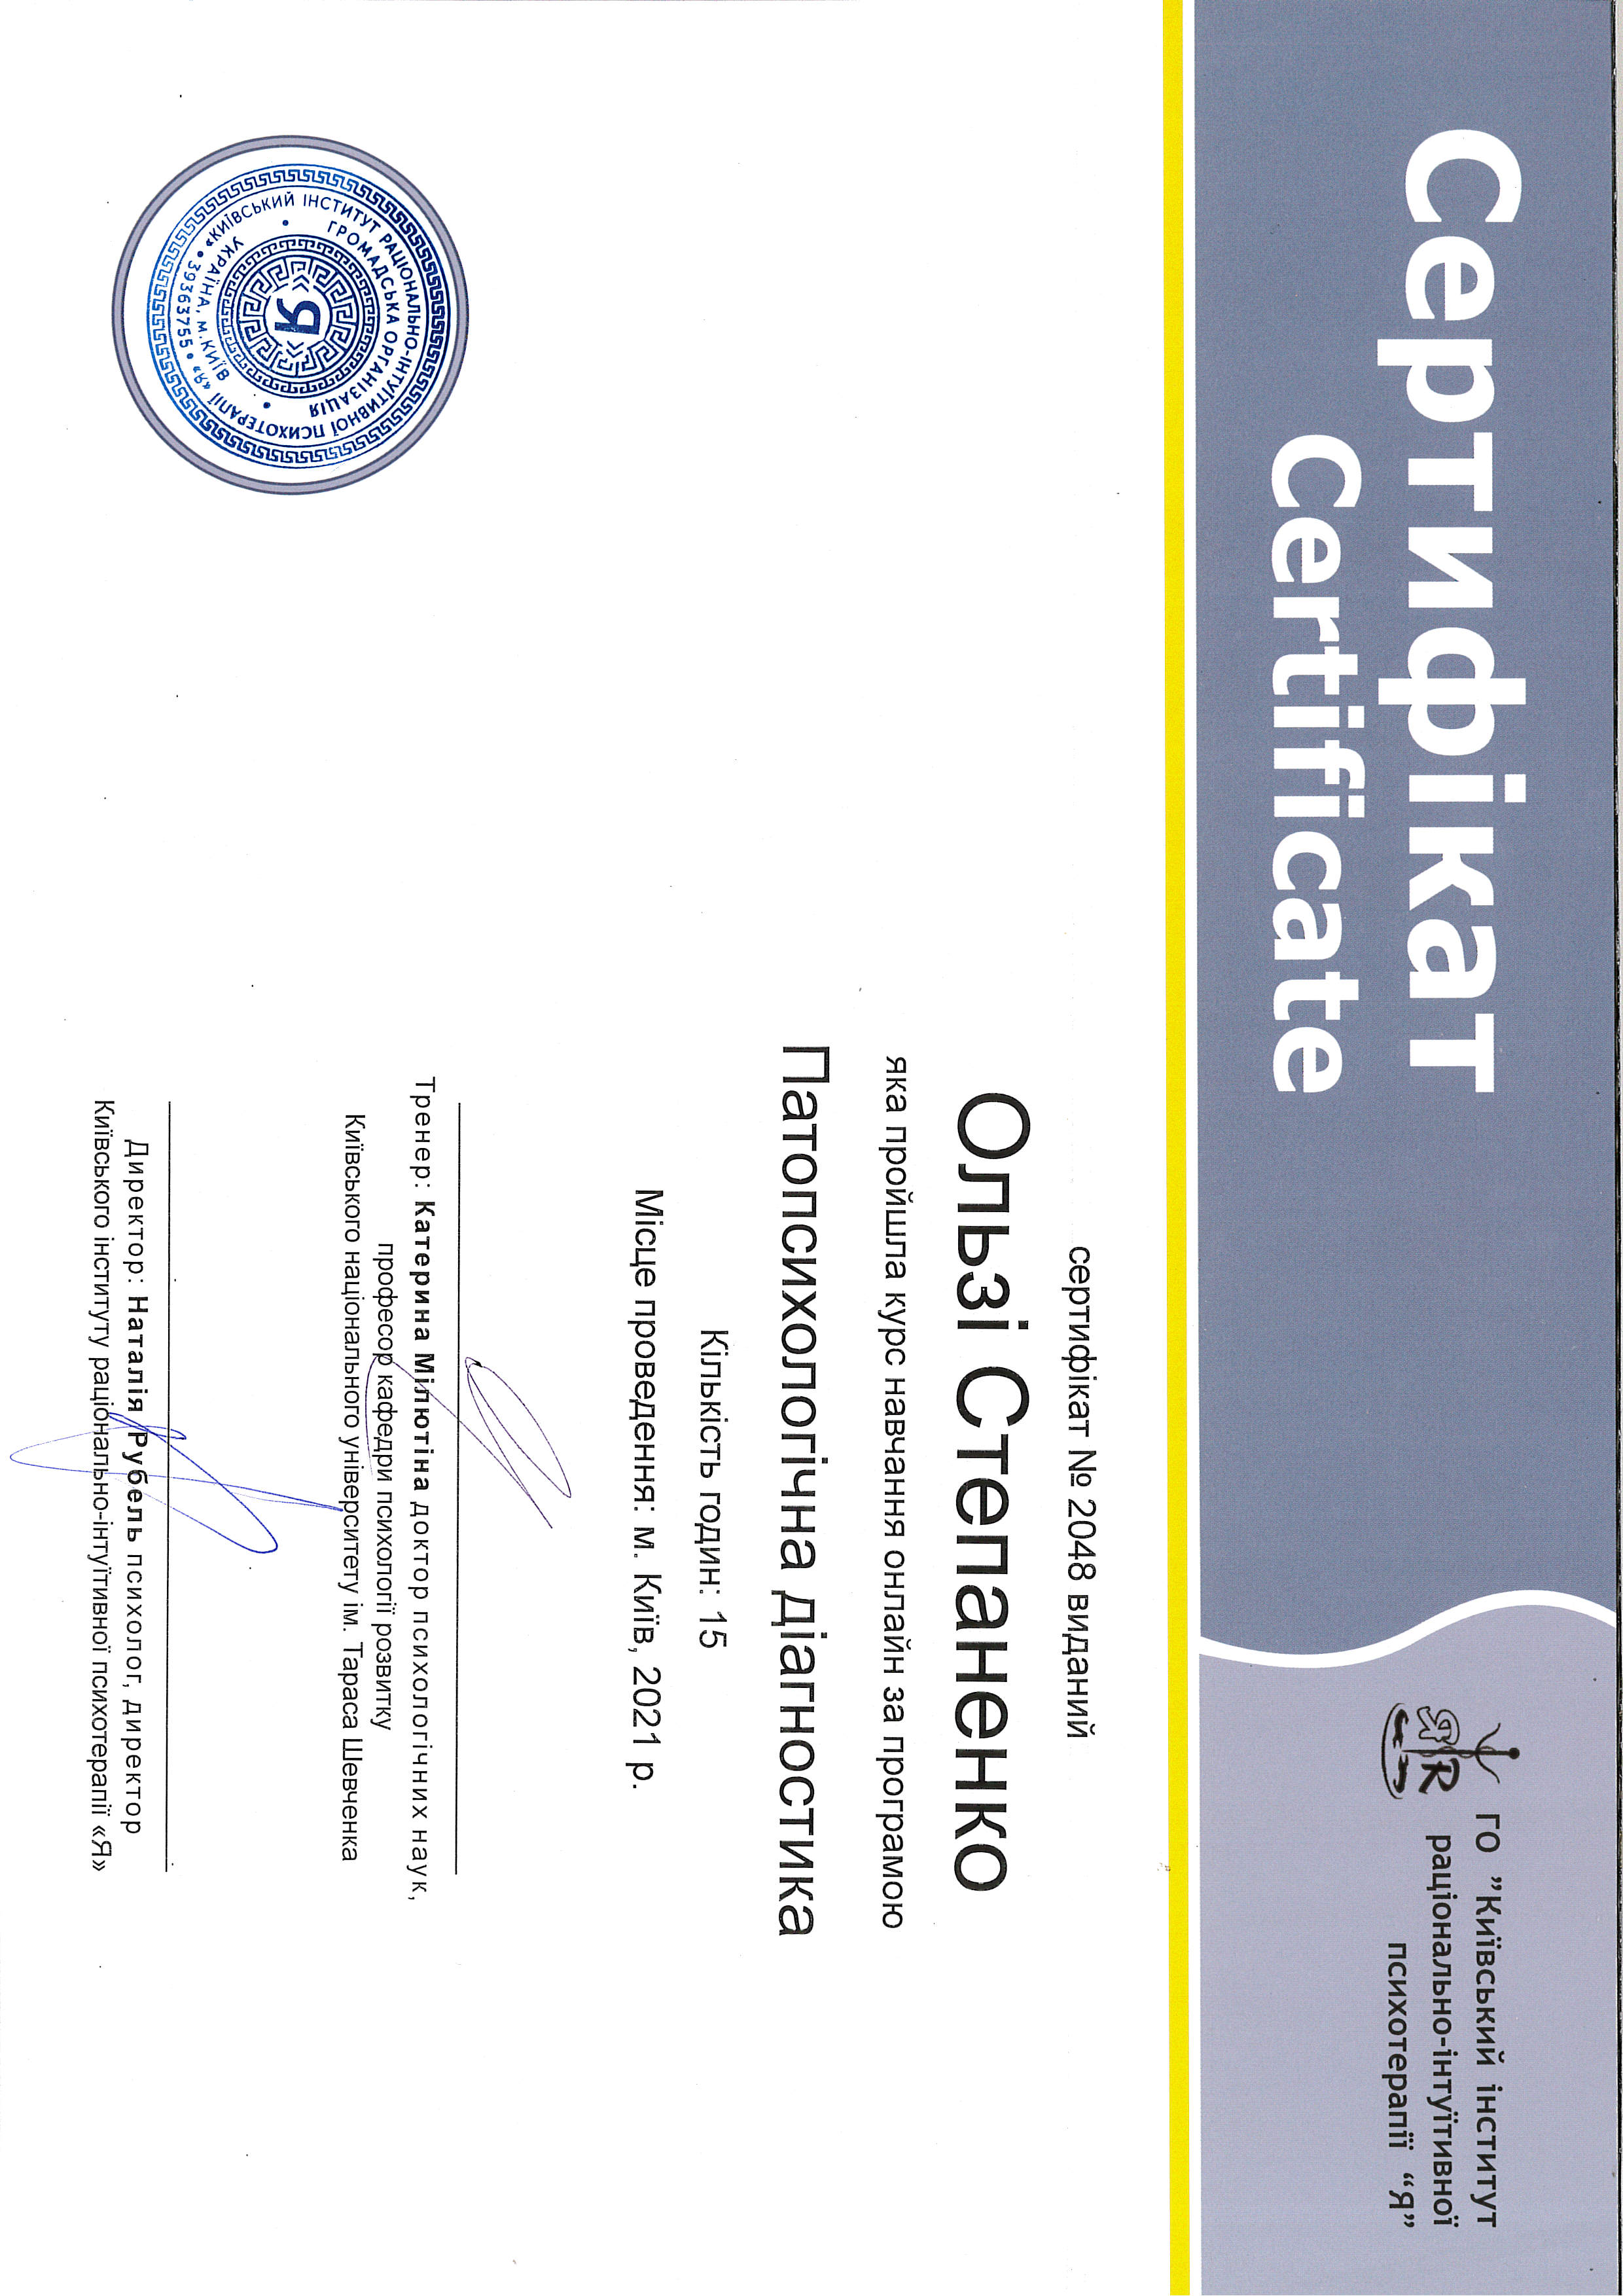 Сертифікат
Certificate
ГО ”Київський інститут
раціонально-інтуїтивної
психотерапії “Я”
ЯR
сертифікат № 2048 виданий
Ользі Степаненко
яка пройшла курс навчання онлайн за програмою
Патопсихологічна діагностика
Кількість годин: 15
Місце проведення: м. Київ, 2021 р.
Тренер: Катерина Мілютіна доктор психологічних наук,
професор кафедри психології розвитку
Київського національного університету ім. Тараса Шевченка
Директор: Наталія Рубель психолог, директор
Київського інституту раціонально-інтуїтивної психотерапії «Я»
«КИЇВСЬКИЙ ІНСТИТУТ РАЦІОНАЛЬНО-ІНТУЇТИВНОЇ ПСИХОТЕРАПІЇ «Я»
• 39363755 •
ГРОМАДСЬКА ОРГАНІЗАЦІЯ
• УКРАЇНА, м.КИЇВ •
«Я»